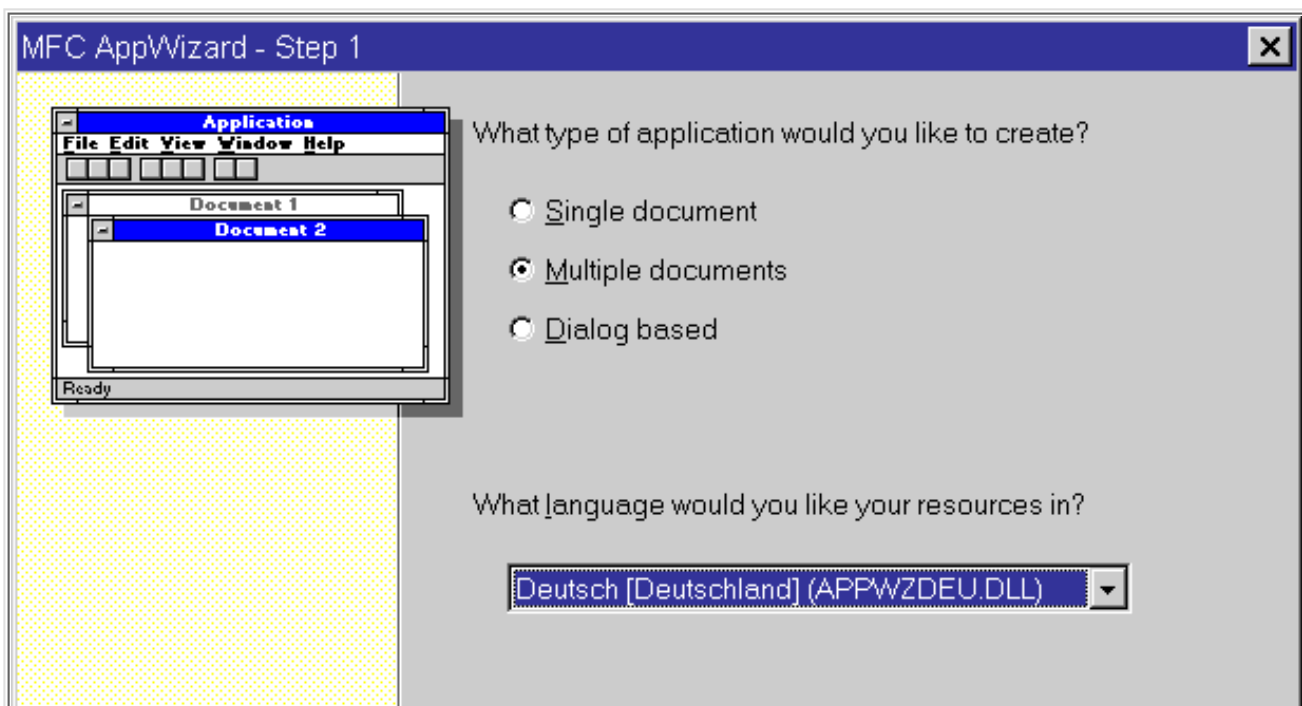 MFC AppWizard - Step 1
Application
File Edit View Window Help
Document 1
Document 2
Ready
What type of application would you like to create?
Single document
Multiple documents
Dialog based
What language would you like your resources in?
Deutsch [Deutschland] (APPWZDEU.DLL)